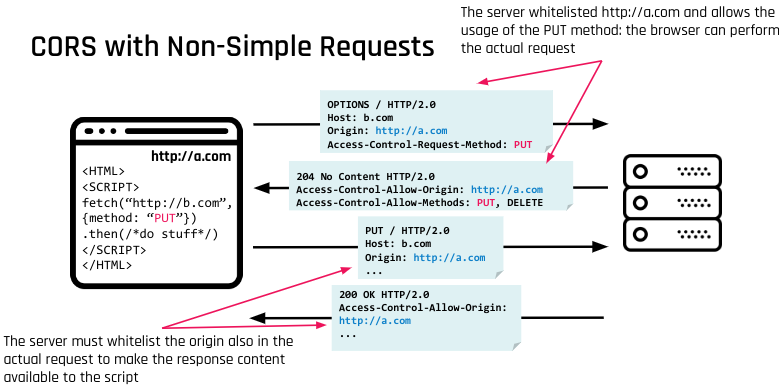 The server whitelisted http://a.com and allows the
usage of the PUT method: the browser can perform
the actual request
CORS with Non-Simple Requests
OPTIONS / HTTP/2.0
Host: b.com
Origin: http://a.com
Access-Control-Request-Method: PUT
http://a.com
<HTML>
<SCRIPT>
fetch(“http://b.com”,
{method: “PUT”})
.then(/*do stuff*/)
</SCRIPT>
</HTML>
204 No Content HTTP/2.0
Access-Control-Allow-Origin: http://a.com
Access-Control-Allow-Methods: PUT, DELETE
PUT / HTTP/2.0
Host: b.com
Origin: http://a.com
...
200 OK HTTP/2.0
Access-Control-Allow-Origin:
http://a.com
...
The server must whitelist the origin also in the
actual request to make the response content
available to the script